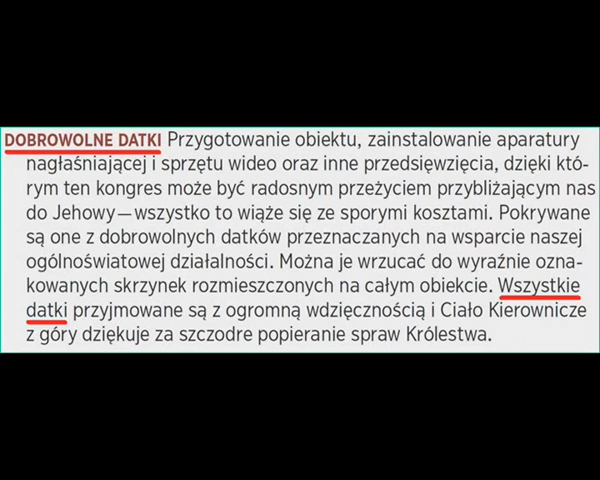 DOBROWOLNE DATKI Przygotowanie obiektu, zainstalowanie aparatury
nagłaśniającej i sprzętu wideo oraz inne przedsięwzięcia, dzięki któ-
rym ten kongres może być radosnym przeżyciem przybliżającym nas
do Jehowy—wszystko to wiąże się ze sporymi kosztami. Pokrywane
są one z dobrowolnych datków przeznaczanych na wsparcie naszej
ogólnoświatowej działalności. Można je wrzucać do wyraźnie ozna-
kowanych skrzynek rozmieszczonych na całym obiekcie. Wszystkie
datki przyjmowane są z ogromną wdzięcznością i Ciało Kierownicze
z góry dziękuje za szczodre popieranie spraw Królestwa.